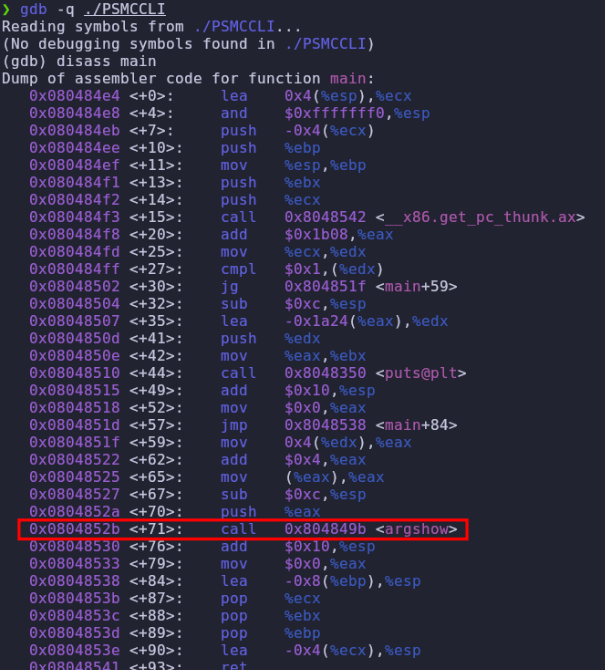 ❯ gdb -q ./PSMCCLI
Reading symbols from ./PSMCCLI...
(No debugging symbols found in ./PSMCCLI)
(gdb) disass main
Dump of assembler code for function main:
   0x080484e4 <+0>:     lea    0x4(%esp),%ecx
   0x080484e8 <+4>:     and    $0xfffffff0,%esp
   0x080484eb <+7>:     push   -0x4(%ecx)
   0x080484ee <+10>:    push   %ebp
   0x080484ef <+11>:    mov    %esp,%ebp
   0x080484f1 <+13>:    push   %ebx
   0x080484f2 <+14>:    push   %ecx
   0x080484f3 <+15>:    call   0x8048542 <__x86.get_pc_thunk.ax>
   0x080484f8 <+20>:    add    $0x1b08,%eax
   0x080484fd <+25>:    mov    %ecx,%edx
   0x080484ff <+27>:    cmpl   $0x1,(%edx)
   0x08048502 <+30>:    jg     0x804851f <main+59>
   0x08048504 <+32>:    sub    $0xc,%esp
   0x08048507 <+35>:    lea    -0x1a24(%eax),%edx
   0x0804850d <+41>:    push   %edx
   0x0804850e <+42>:    mov    %eax,%ebx
   0x08048510 <+44>:    call   0x8048350 <puts@plt>
   0x08048515 <+49>:    add    $0x10,%esp
   0x08048518 <+52>:    mov    $0x0,%eax
   0x0804851d <+57>:    jmp    0x8048538 <main+84>
   0x0804851f <+59>:    mov    0x4(%edx),%eax
   0x08048522 <+62>:    add    $0x4,%eax
   0x08048525 <+65>:    mov    (%eax),%eax
   0x08048527 <+67>:    sub    $0xc,%esp
   0x0804852a <+70>:    push   %eax
   0x0804852b <+71>:    call   0x804849b <argshow>
   0x08048530 <+76>:    add    $0x10,%esp
   0x08048533 <+79>:    mov    $0x0,%eax
   0x08048538 <+84>:    lea    -0x8(%ebp),%esp
   0x0804853b <+87>:    pop    %ecx
   0x0804853c <+88>:    pop    %ebx
   0x0804853d <+89>:    pop    %ebp
   0x0804853e <+90>:    lea    -0x4(%ecx),%esp
   0x08048541 <+93>:    ret